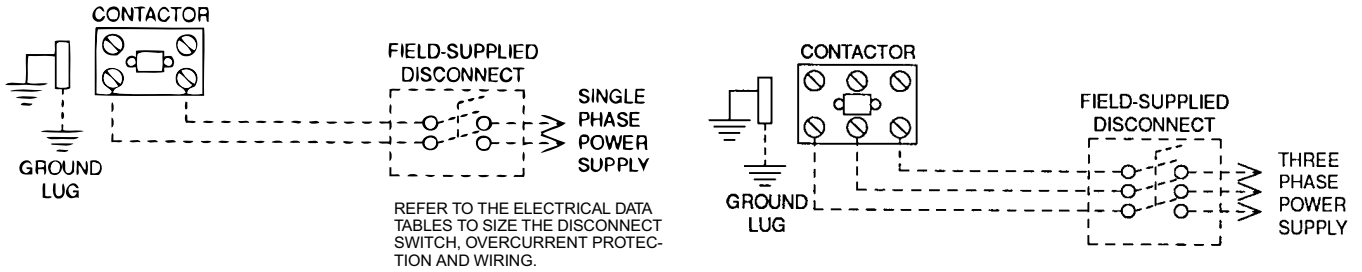 CONTACTOR
FIELD-SUPPLIED
DISCONNECT
SINGLE
PHASE
POWER
SUPPLY
GROUND
LUG
REFER TO THE ELECTRICAL DATA
TABLES TO SIZE THE DISCONNECT
SWITCH, OVERCURRENT PROTEC-
TION AND WIRING.
CONTACTOR
FIELD-SUPPLIED
DISCONNECT
THREE
PHASE
POWER
SUPPLY
GROUND
LUG